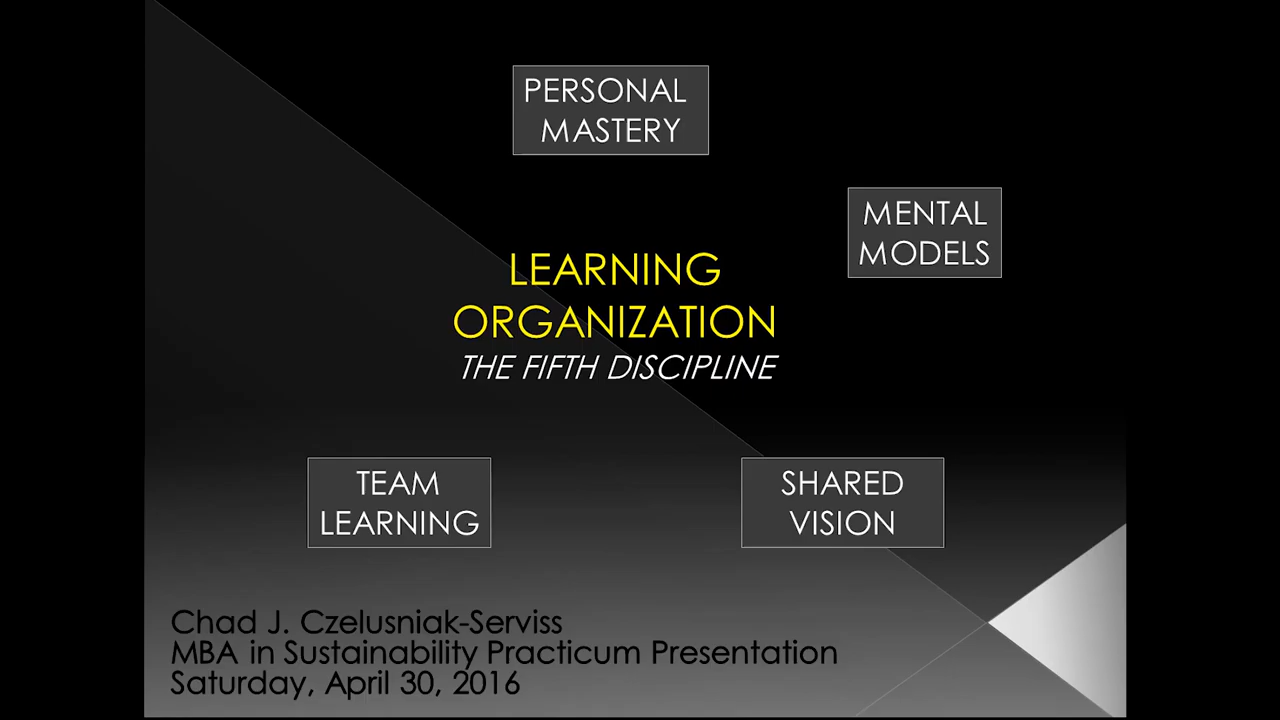 PERSONAL
MASTERY
MENTAL
MODELS
LEARNING
ORGANIZATION
THE FIFTH DISCIPLINE
TEAM
LEARNING
SHARED
VISION
Chad J. Czelusniak-Serviss
MBA in Sustainability Practicum Presentation
Saturday, April 30, 2016